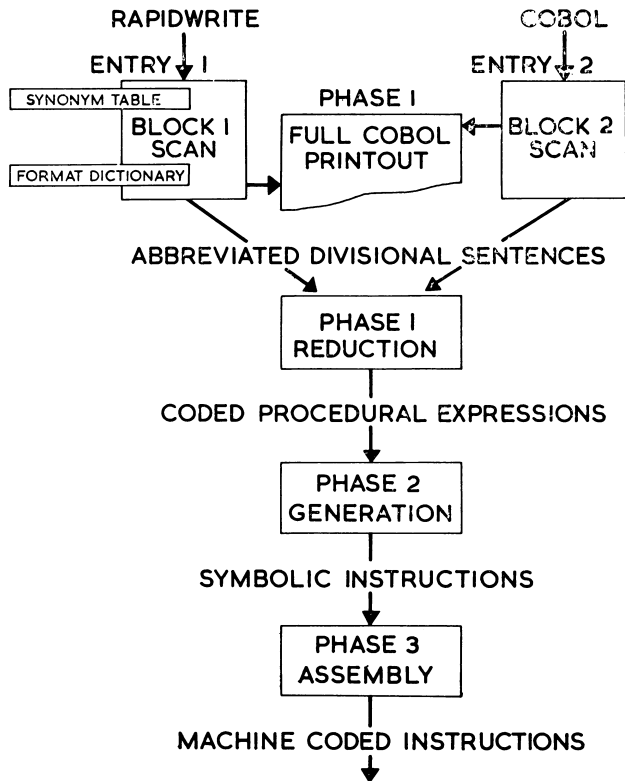 RAPIDWRITE
COBOL
ENTRY 1
ENTRY 2
SYNONYM TABLE
PHASE 1
BLOCK 1
SCAN
FULL COBOL
PRINTOUT
BLOCK 2
SCAN
FORMAT DICTIONARY
ABBREVIATED DIVISIONAL SENTENCES
PHASE 1
REDUCTION
CODED PROCEDURAL EXPRESSIONS
PHASE 2
GENERATION
SYMBOLIC INSTRUCTIONS
PHASE 3
ASSEMBLY
MACHINE CODED INSTRUCTIONS